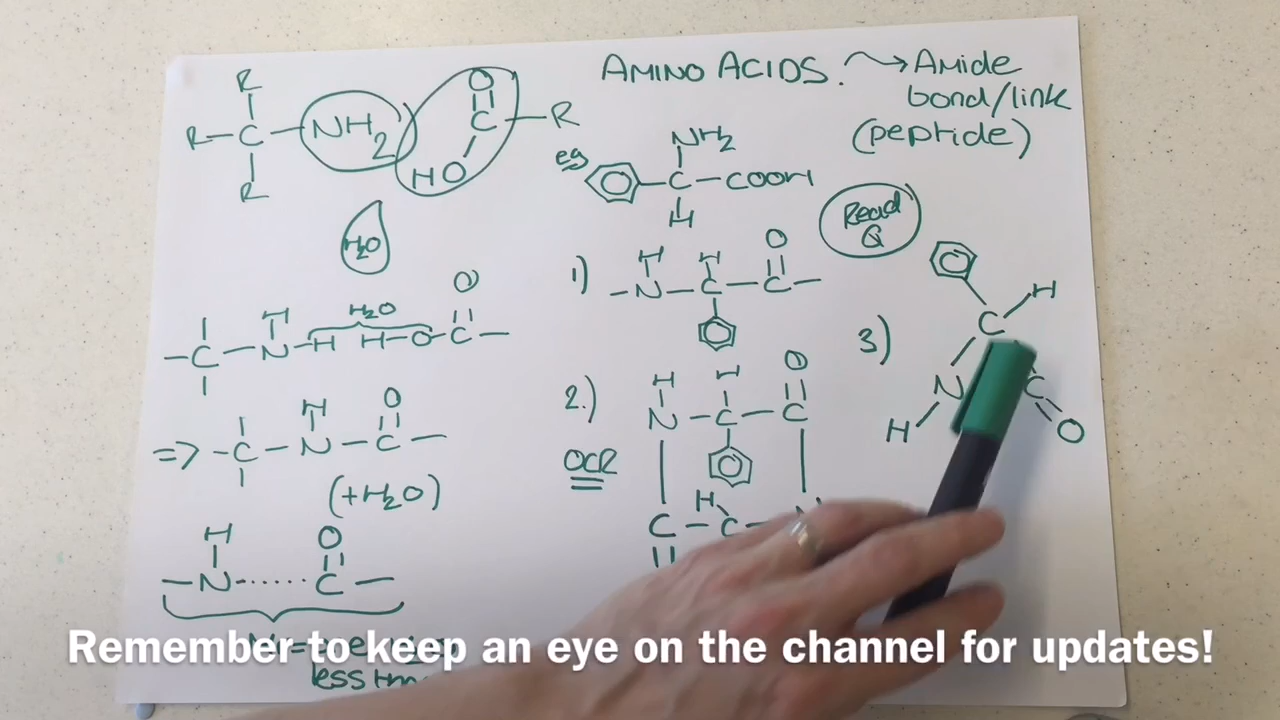 AMINO ACIDS. → Amide
bond/link
(peptide)
R
R-C-NH2
R
O
C-R
HO
H2O
eg
NH2
C-COOH
H
Read
Q
1)
H H O
-N-C-C-
H2O
H O
-C-N-H H-O-C-
=> H O
-C-N-C-
(+H2O)
H O
-N......C-
2.)
OCR
H H O
N-C-C
H
C-C-
3)
H
C
N C
H O
less
Remember to keep an eye on the channel for updates!